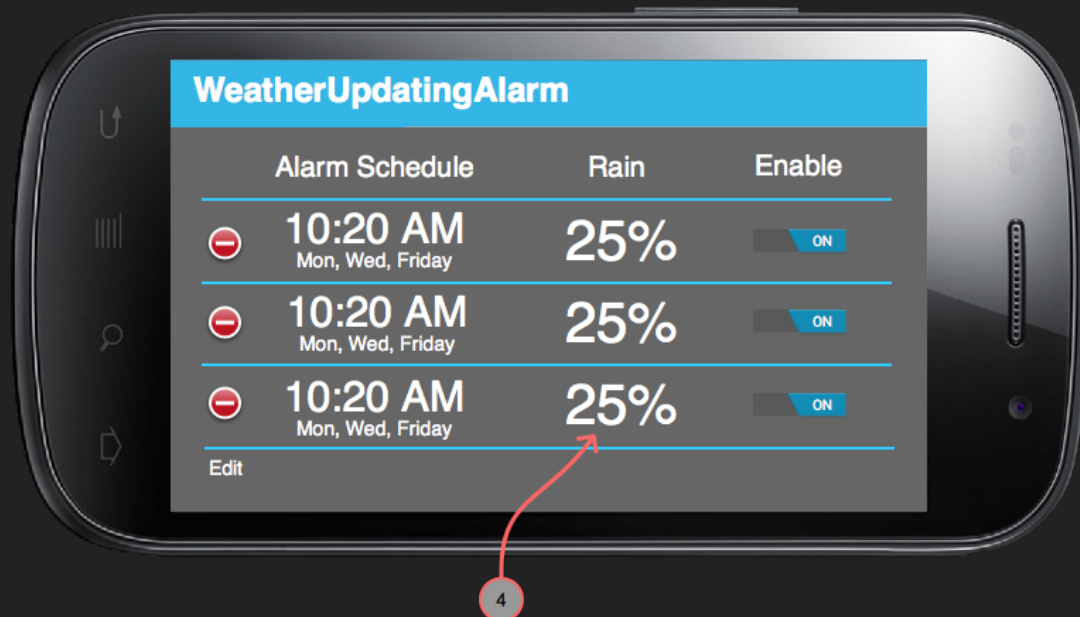 WeatherUpdatingAlarm
Alarm Schedule Rain Enable
10:20 AM 25% ON
Mon, Wed, Friday
10:20 AM 25% ON
Mon, Wed, Friday
10:20 AM 25% ON
Mon, Wed, Friday
Edit
4